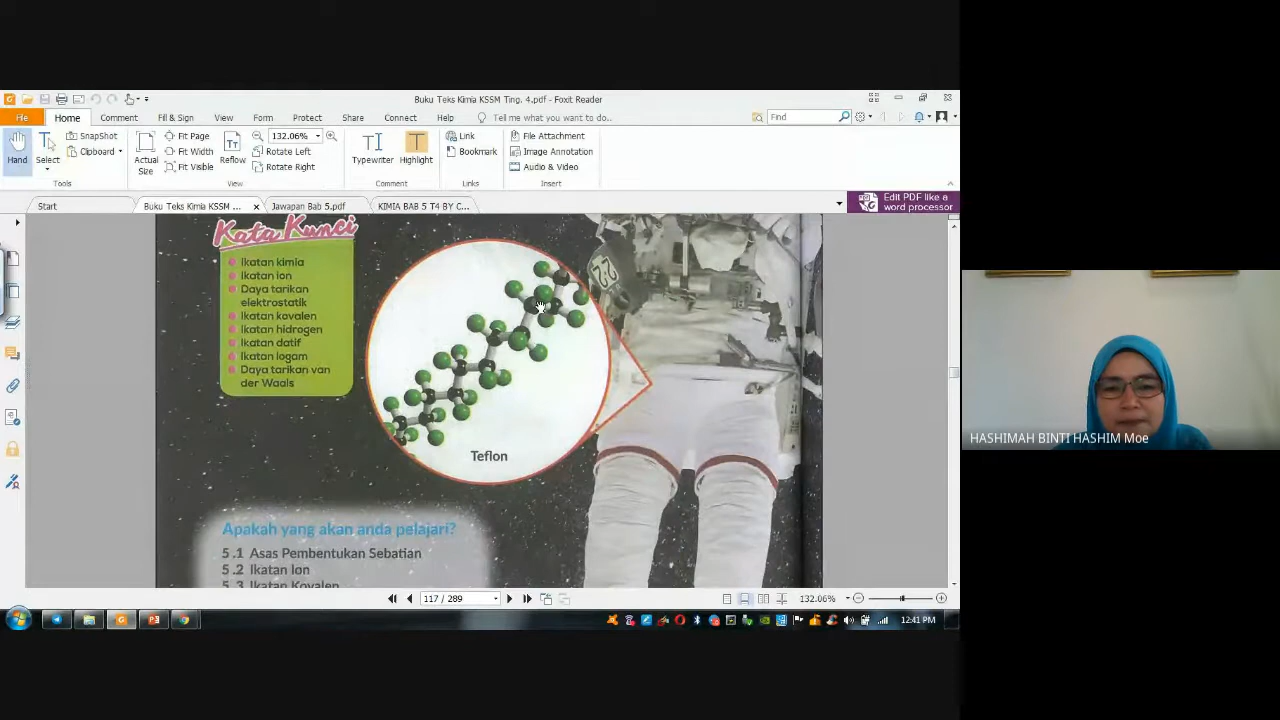 Buku Teks Kimia KSSM Ting. 4.pdf - Foxit Reader
File Home Comment Fill & Sign View Form Protect Share Connect Help Tell me what you want to do.. Find
Hand
Select
SnapShot
Clipboard
Actual Size
Fit Page
Fit Width
Fit Visible
Reflow
132.06%
Rotate Left
Rotate Right
Typewriter
Highlight
Link
Bookmark
File Attachment
Image Annotation
Audio & Video
Tools View Comment Links Insert
Start Buku Teks Kimia KSSM ... Jawapan Bab 5.pdf KIMIA BAB 5 T4 BY C...
Edit PDF like a
word processor
Kata Kunci
Ikatan kimia
Ikatan ion
Daya tarikan
elektrostatik
Ikatan kovalen
Ikatan hidrogen
Ikatan datif
Ikatan logam
Daya tarikan van
der Waals
22
Teflon
Apakah yang akan anda pelajari?
5.1 Asas Pembentukan Sebatian
5.2 Ikatan Ion
5.3 Ikatan Kovalen
117 / 289
132.06%
12:41 PM
HASHIMAH BINTI HASHIM Moe